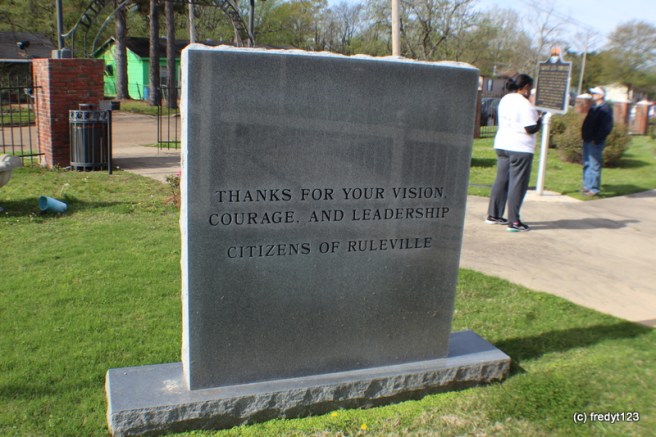 THANKS FOR YOUR VISION,
COURAGE, AND LEADERSHIP
CITIZENS OF RULEVILLE
(c) fredyt123